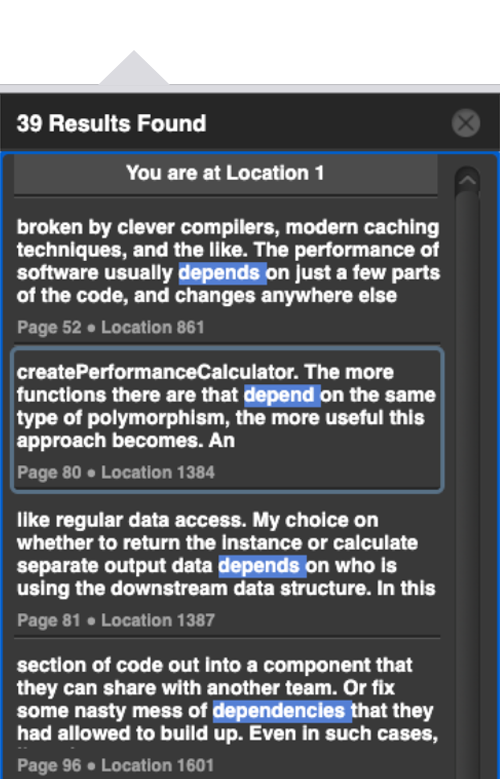 39 Results Found
You are at Location 1
broken by clever compilers, modern caching
techniques, and the like. The performance of
software usually depends on just a few parts
of the code, and changes anywhere else
Page 52 ● Location 861
createPerformanceCalculator. The more
functions there are that depend on the same
type of polymorphism, the more useful this
approach becomes. An
Page 80 ● Location 1384
like regular data access. My choice on
whether to return the instance or calculate
separate output data depends on who is
using the downstream data structure. In this
Page 81 ● Location 1387
section of code out into a component that
they can share with another team. Or fix
some nasty mess of dependencies that they
had allowed to build up. Even in such cases,
Page 96 ● Location 1601